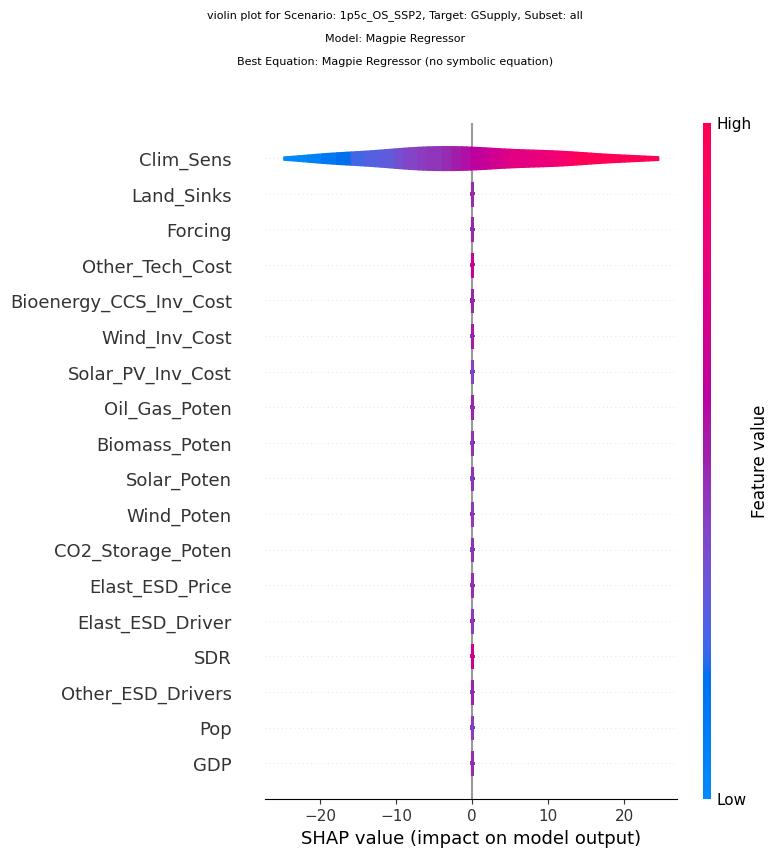 violin plot for Scenario: 1p5c_OS_SSP2, Target: GSupply, Subset: all
Model: Magpie Regressor
Best Equation: Magpie Regressor (no symbolic equation)
High
Clim_Sens
Land_Sinks
Forcing
Other_Tech_Cost
Bioenergy_CCS_Inv_Cost
Wind_Inv_Cost
Solar_PV_Inv_Cost
Oil_Gas_Poten
Biomass_Poten
Solar_Poten
Wind_Poten
CO2_Storage_Poten
Elast_ESD_Price
Elast_ESD_Driver
SDR
Other_ESD_Drivers
Pop
GDP
Feature value
Low
−20 −10 0 10 20
SHAP value (impact on model output)